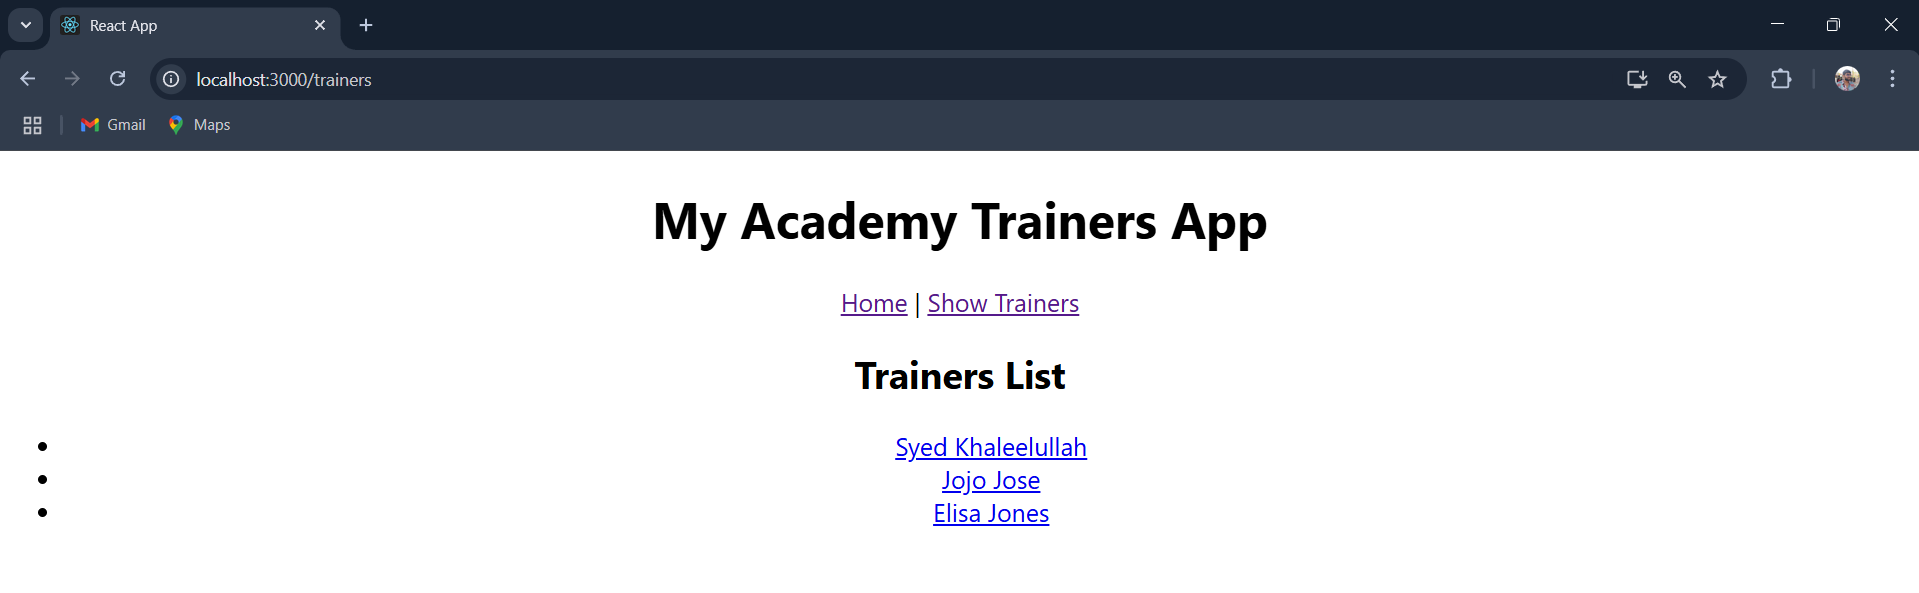 React App
localhost:3000/trainers
Gmail
Maps
My Academy Trainers App
Home | Show Trainers
Trainers List
Syed Khaleelullah
Jojo Jose
Elisa Jones